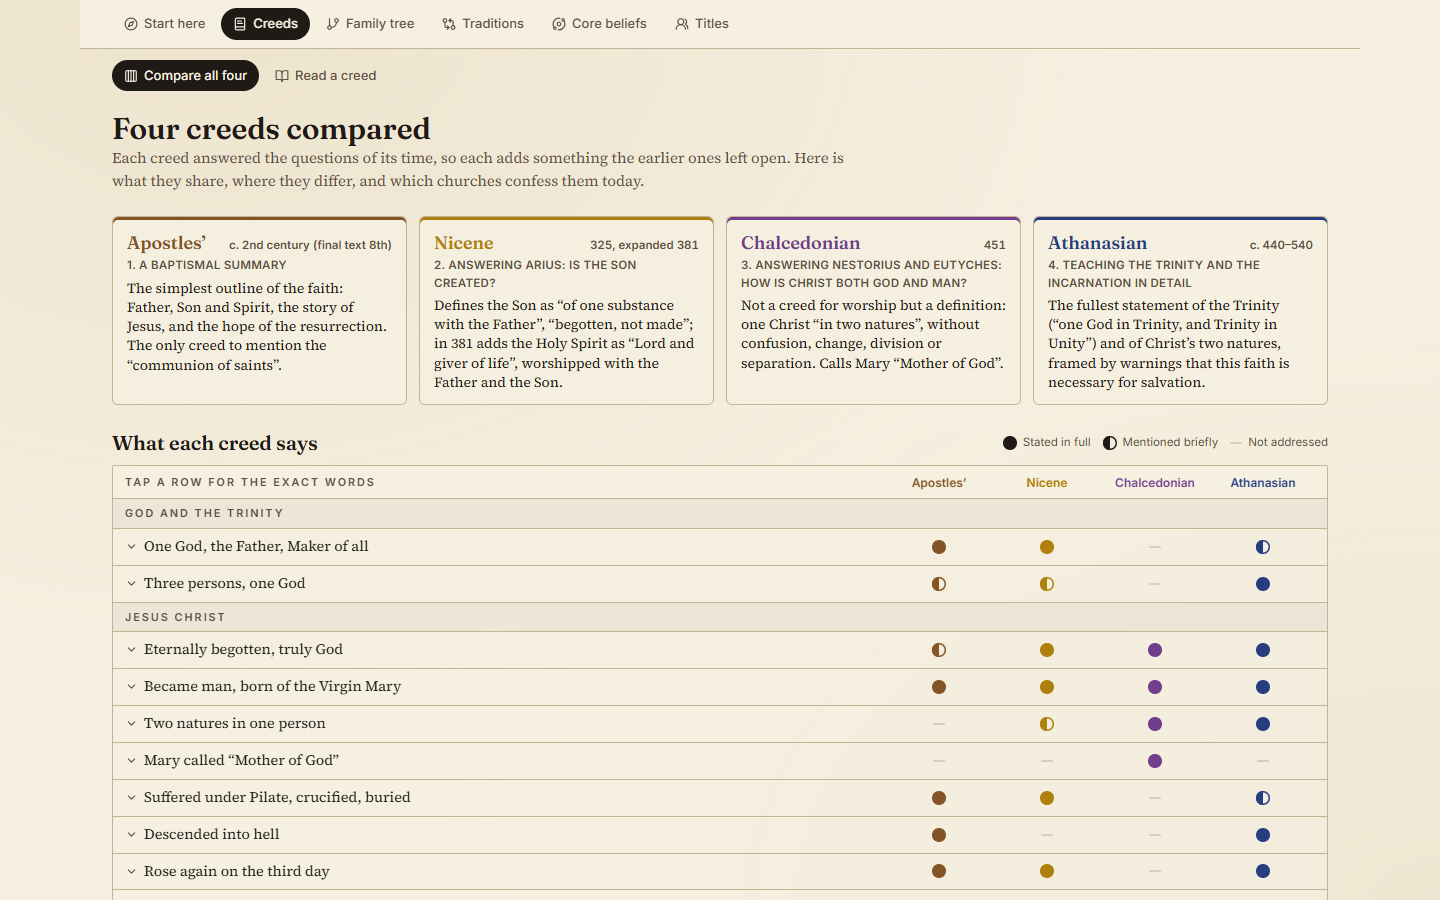 Start here
Creeds
Family tree
Traditions
Core beliefs
Titles
Compare all four
Read a creed
Four creeds compared
Each creed answered the questions of its time, so each adds something the earlier ones left open. Here is
what they share, where they differ, and which churches confess them today.
Apostles’ c. 2nd century (final text 8th)
1. A BAPTISMAL SUMMARY
The simplest outline of the faith:
Father, Son and Spirit, the story of
Jesus, and the hope of the resurrection.
The only creed to mention the
“communion of saints”.
Nicene 325, expanded 381
2. ANSWERING ARIUS: IS THE SON
CREATED?
Defines the Son as “of one substance
with the Father”, “begotten, not made”;
in 381 adds the Holy Spirit as “Lord and
giver of life”, worshipped with the
Father and the Son.
Chalcedonian 451
3. ANSWERING NESTORIUS AND EUTYCHES:
HOW IS CHRIST BOTH GOD AND MAN?
Not a creed for worship but a definition:
one Christ “in two natures”, without
confusion, change, division or
separation. Calls Mary “Mother of God”.
Athanasian c. 440–540
4. TEACHING THE TRINITY AND THE
INCARNATION IN DETAIL
The fullest statement of the Trinity
(“one God in Trinity, and Trinity in
Unity”) and of Christ’s two natures,
framed by warnings that this faith is
necessary for salvation.
What each creed says
Stated in full
Mentioned briefly
Not addressed
TAP A ROW FOR THE EXACT WORDS Apostles’ Nicene Chalcedonian Athanasian
GOD AND THE TRINITY
One God, the Father, Maker of all
Three persons, one God
JESUS CHRIST
Eternally begotten, truly God
Became man, born of the Virgin Mary
Two natures in one person
Mary called “Mother of God”
Suffered under Pilate, crucified, buried
Descended into hell
Rose again on the third day